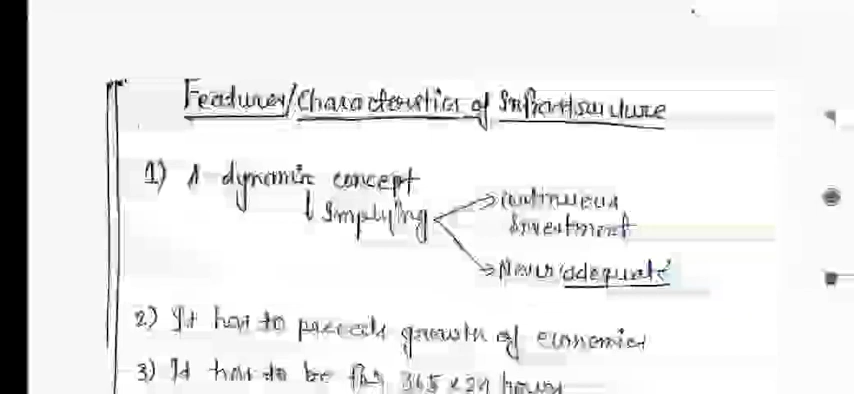 Features/Characteristics of Infrastructure
1) A dynamic concept
↓ Implying → Continuous
Investment
→ Never adequate
2) It has to precede growth of economies
3) It has to be for 365 x 24 hours